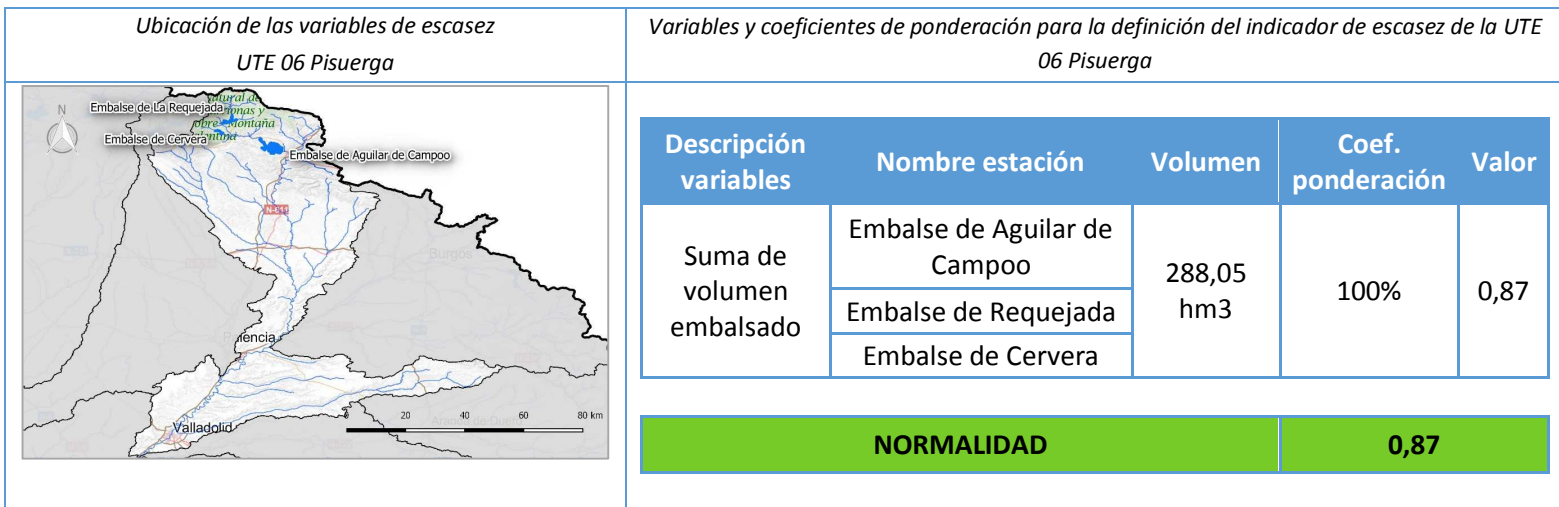 Ubicación de las variables de escasez
UTE 06 Pisuerga
Variables y coeficientes de ponderación para la definición del indicador de escasez de la UTE
06 Pisuerga
N
Embalse de La Requejada
Embalse de Cervera
Embalse de Aguilar de Campoo
Burgos
Valladolid
20
40
60
80 km
Descripción
variables
Nombre estación
Volumen
Coef.
ponderación
Valor
Suma de
volumen
embalsado
Embalse de Aguilar de
Campoo
Embalse de Requejada
Embalse de Cervera
288,05
hm3
100%
0,87
NORMALIDAD
0,87